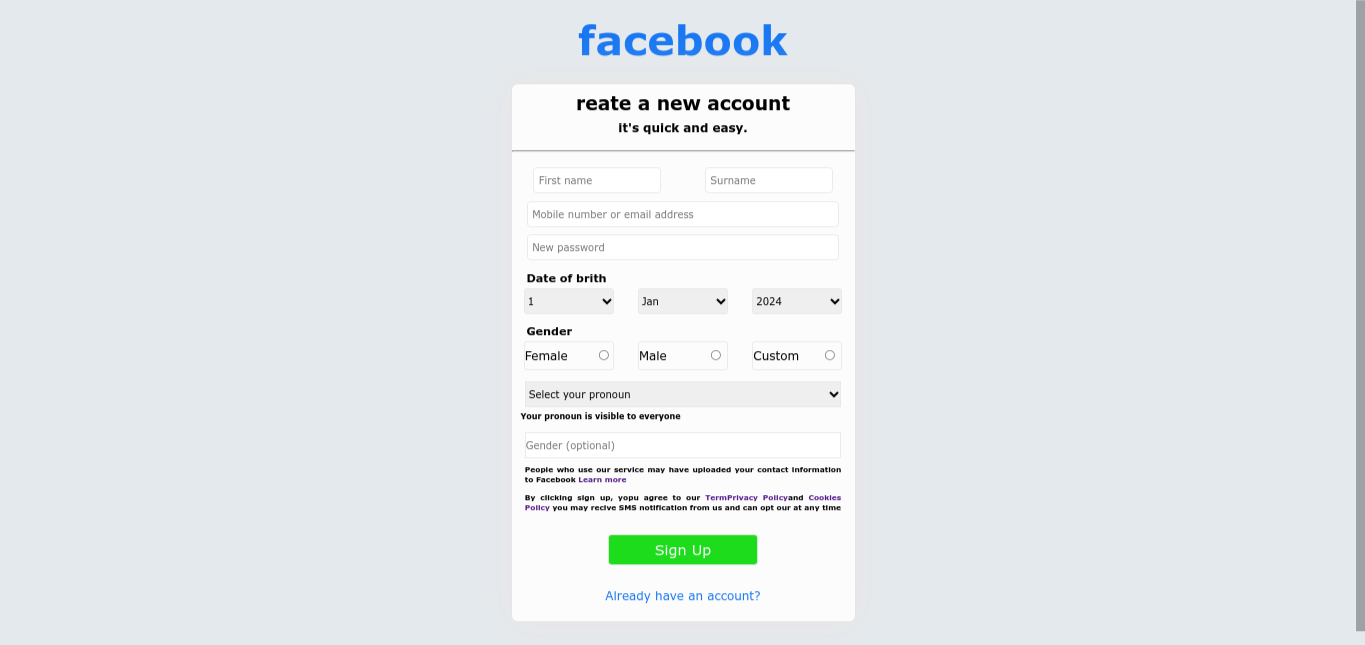 facebook
reate a new account
it's quick and easy.
First name Surname
Mobile number or email address
New password
Date of brith
1 Jan 2024
Gender
Female Male Custom
Select your pronoun
Your pronoun is visible to everyone
Gender (optional)
People who use our service may have uploaded your contact information
to Facebook Learn more
By clicking sign up, yopu agree to our TermPrivacy Policyand Cookies
Policy you may recive SMS notification from us and can opt our at any time
Sign Up
Already have an account?